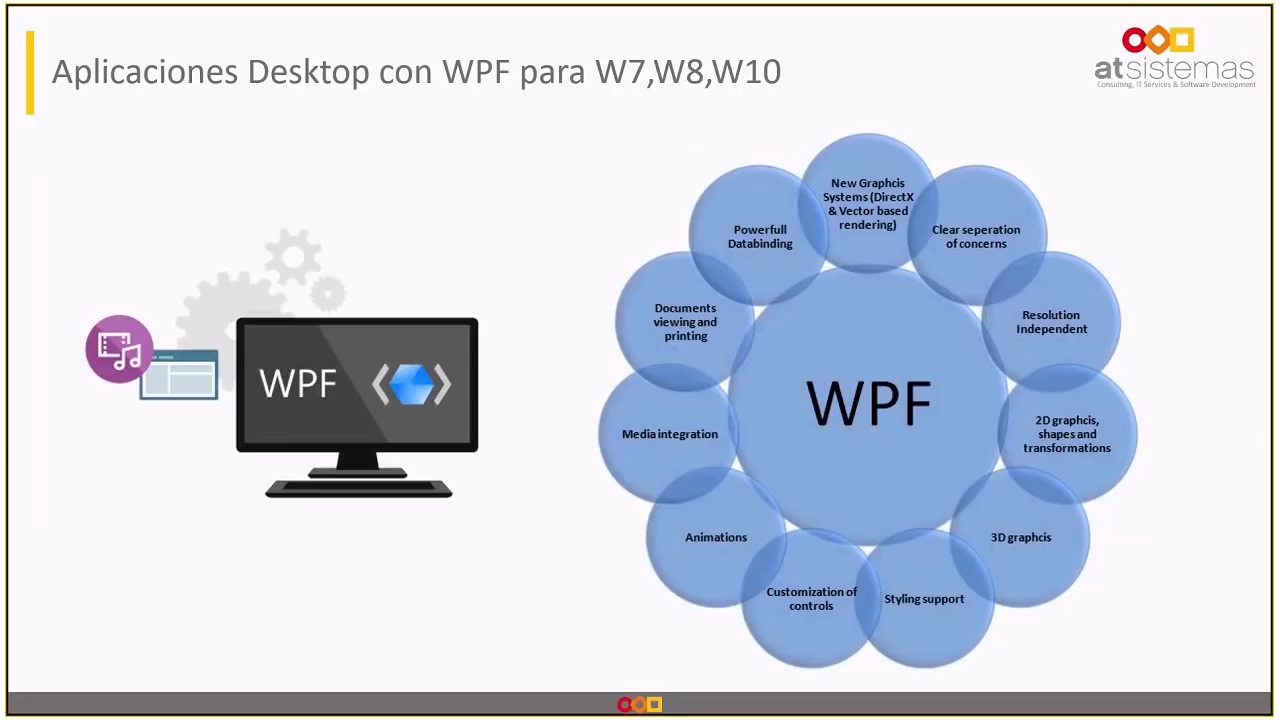 Aplicaciones Desktop con WPF para W7,W8,W10
atsistemas
Consulting, IT Services & Software Development
WPF
New Graphcis
Systems (DirectX
& Vector based
rendering)
Clear seperation
of concerns
Resolution
Independent
2D graphcis,
shapes and
transformations
3D graphcis
Styling support
Customization of
controls
Animations
Media integration
Documents
viewing and
printing
Powerfull
Databinding
WPF